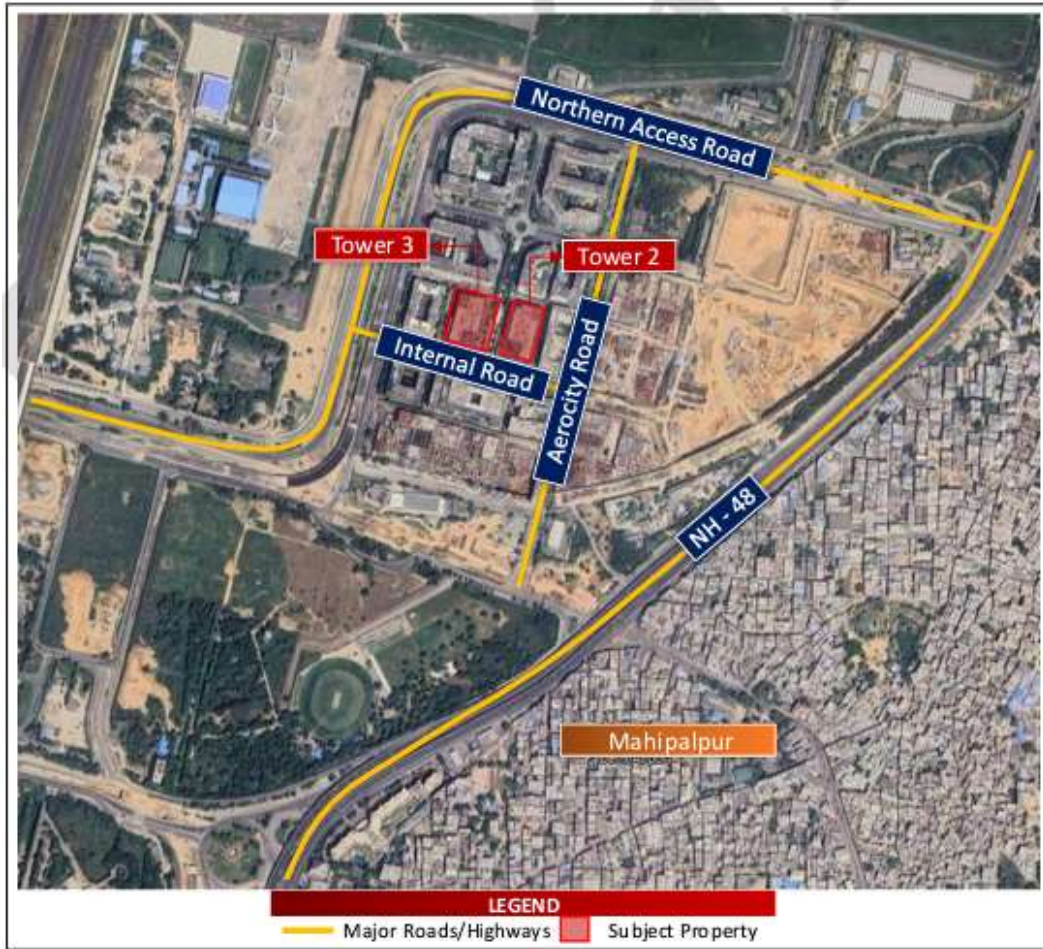 Northern Access Road
Tower 3
Tower 2
Internal Road
Aerocity Road
NH - 48
Mahipalpur
LEGEND
Major Roads/Highways
Subject Property